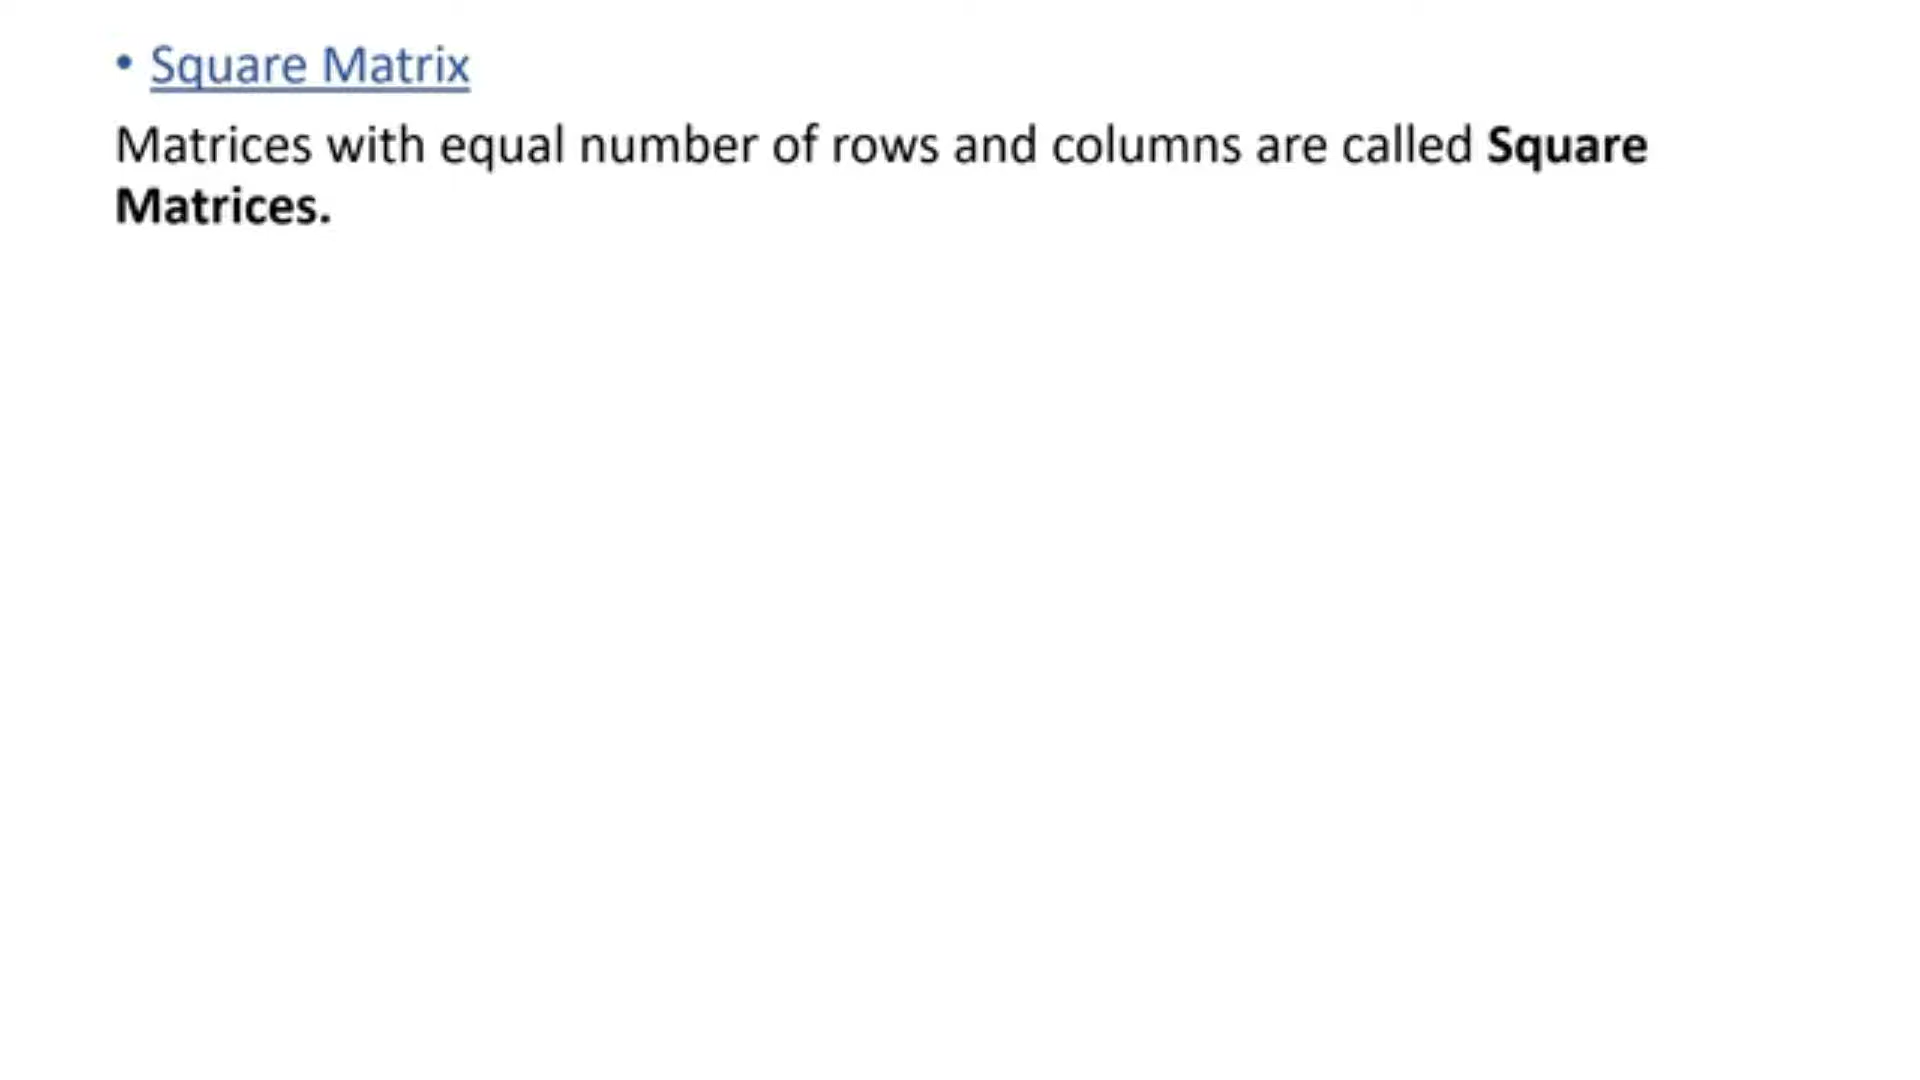 • Square Matrix
Matrices with equal number of rows and columns are called Square
Matrices.